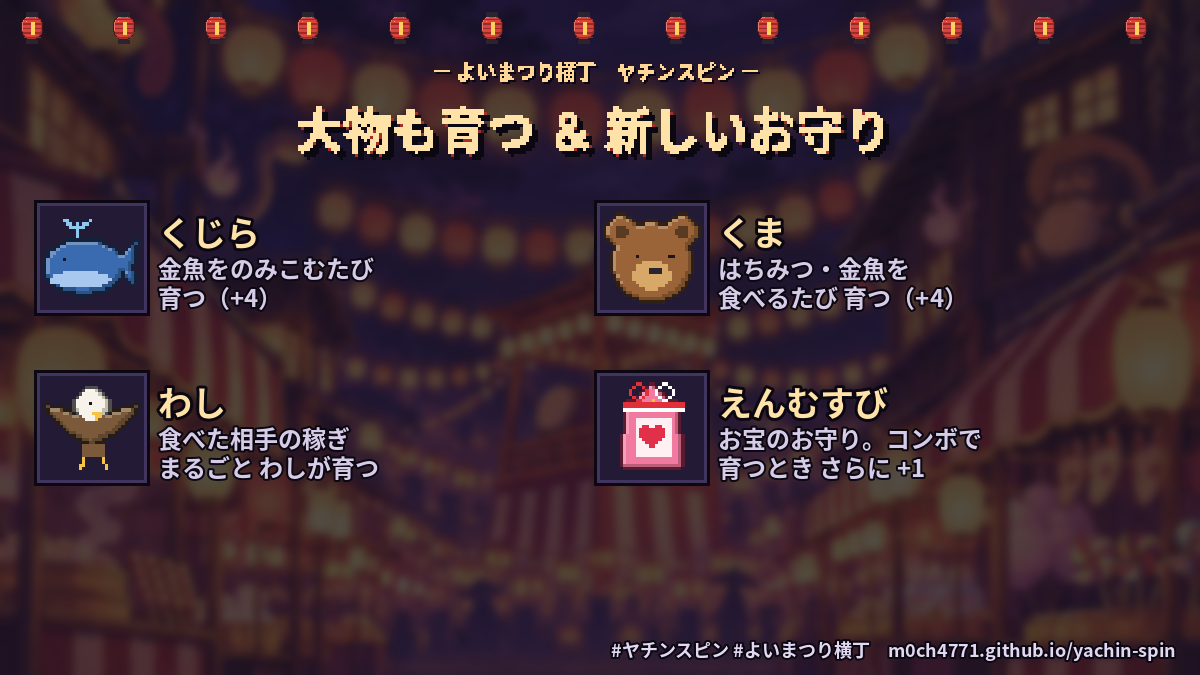 ー よいまつり横丁　ヤチンスピン ー
大物も育つ & 新しいお守り
くじら
金魚をのみこむたび
育つ（+4）
くま
はちみつ・金魚を
食べるたび 育つ（+4）
わし
食べた相手の稼ぎ
まるごと わしが育つ
えんむすび
お宝のお守り。コンボで
育つとき さらに +1
#ヤチンスピン #よいまつり横丁　m0ch4771.github.io/yachin-spin